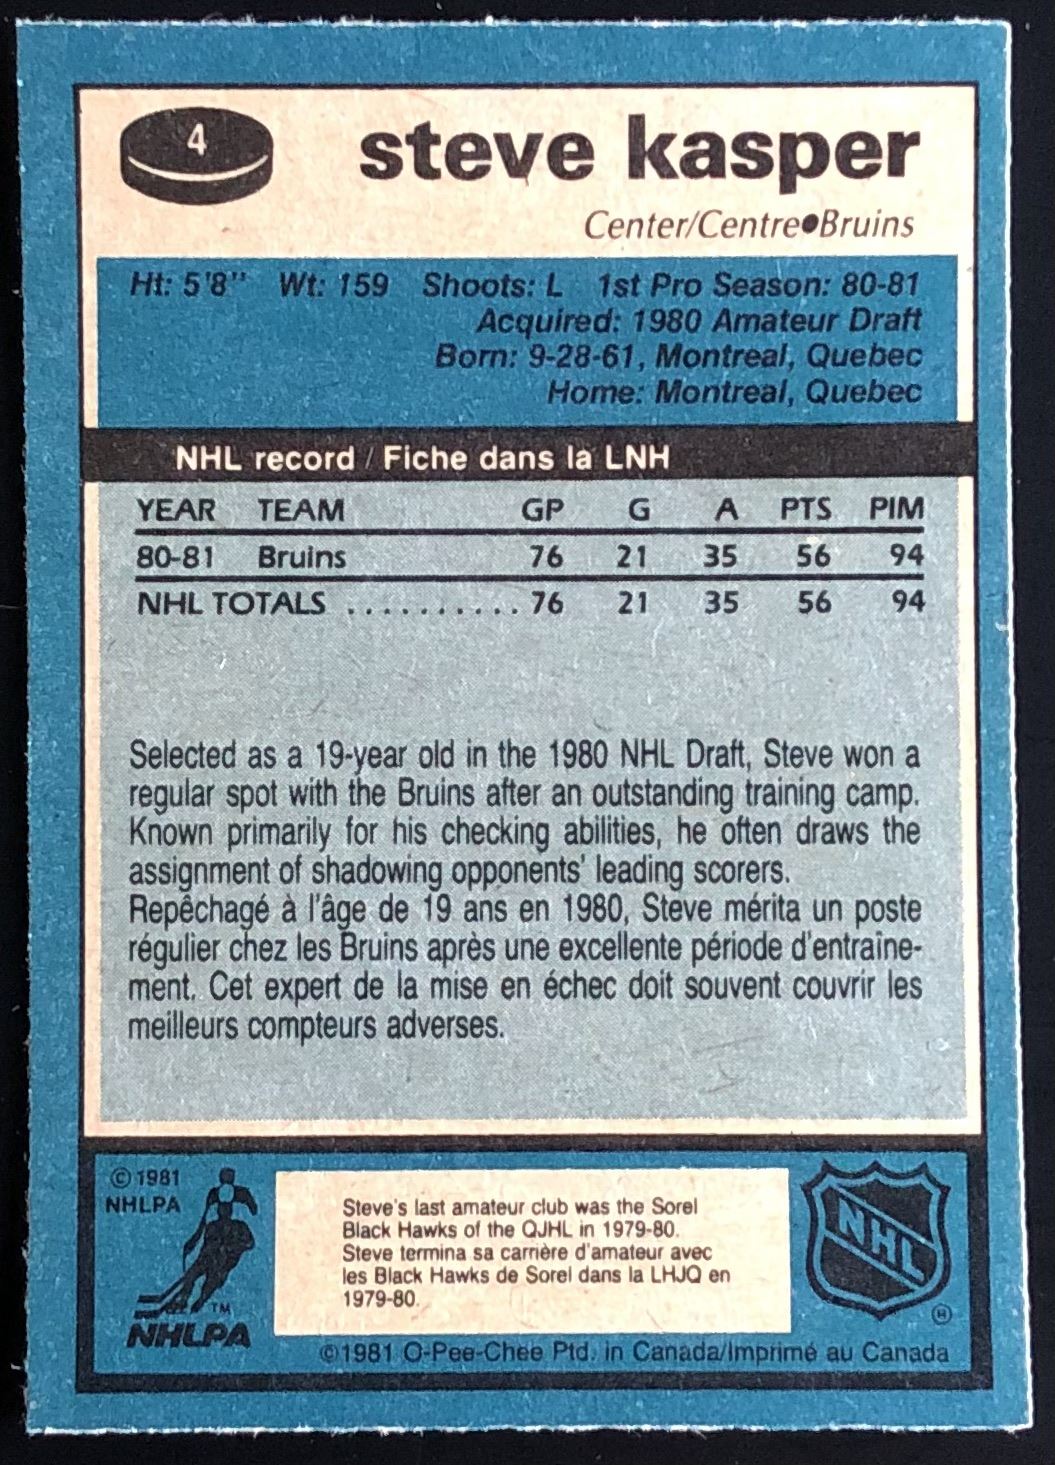 4
steve kasper
Center/Centre●Bruins
Ht: 5'8" Wt: 159 Shoots: L 1st Pro Season: 80-81
Acquired: 1980 Amateur Draft
Born: 9-28-61, Montreal, Quebec
Home: Montreal, Quebec
NHL record / Fiche dans la LNH
YEAR TEAM GP G A PTS PIM
80-81 Bruins 76 21 35 56 94
NHL TOTALS .......... 76 21 35 56 94
Selected as a 19-year old in the 1980 NHL Draft, Steve won a
regular spot with the Bruins after an outstanding training camp.
Known primarily for his checking abilities, he often draws the
assignment of shadowing opponents' leading scorers.
Repêchagé à l'âge de 19 ans en 1980, Steve mérita un poste
régulier chez les Bruins après une excellente période d'entraîne-
ment. Cet expert de la mise en échec doit souvent couvrir les
meilleurs compteurs adverses.
© 1981
NHLPA
TM
NHLPA
Steve's last amateur club was the Sorel
Black Hawks of the QJHL in 1979-80.
Steve termina sa carrière d'amateur avec
les Black Hawks de Sorel dans la LHJQ en
1979-80.
NHL
®
©1981 O-Pee-Chee Ptd. in Canada/Imprimé au Canada